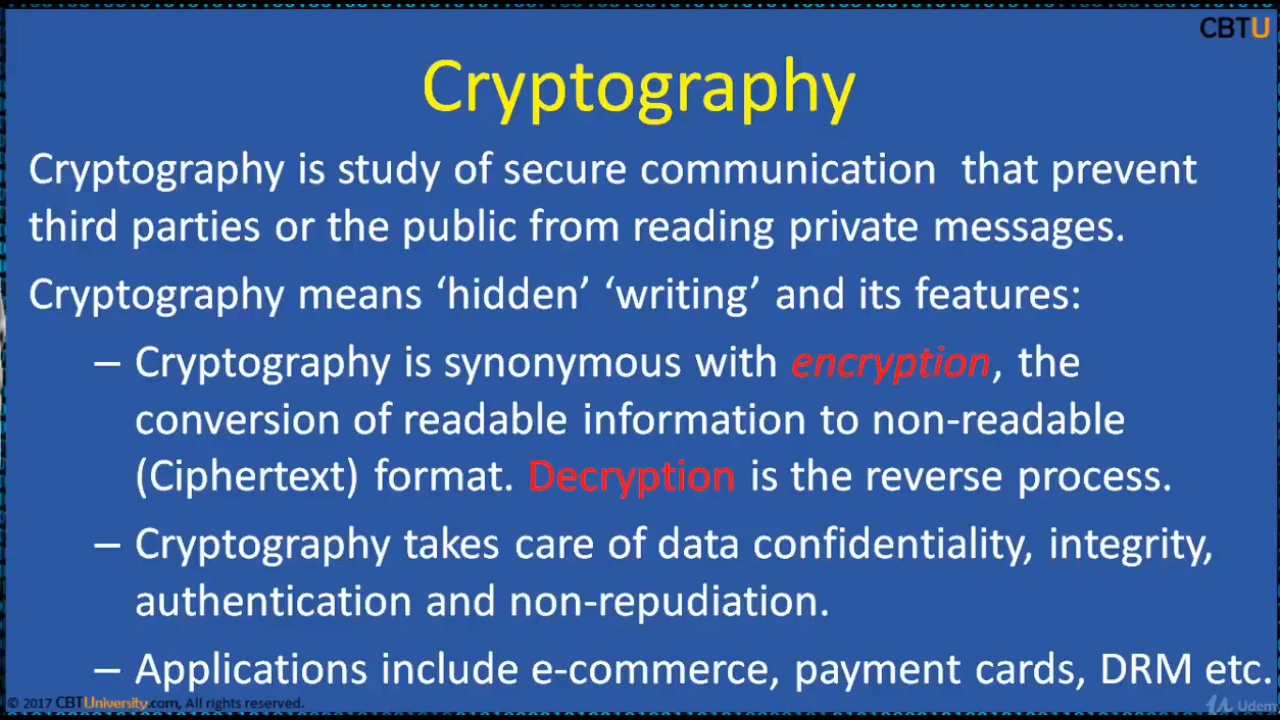 CBTU
Cryptography
Cryptography is study of secure communication that prevent
third parties or the public from reading private messages.
Cryptography means ‘hidden’ ‘writing’ and its features:
– Cryptography is synonymous with encryption, the
conversion of readable information to non-readable
(Ciphertext) format. Decryption is the reverse process.
– Cryptography takes care of data confidentiality, integrity,
authentication and non-repudiation.
– Applications include e-commerce, payment cards, DRM etc.
© 2017 CBTUniversity.com, All rights reserved.